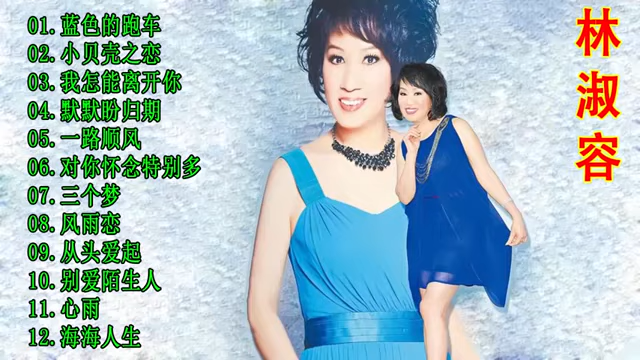 01.蓝色的跑车
02.小贝壳之恋
03.我怎能离开你
04.默默盼归期
05.一路顺风
06.对你怀念特别多
07.三个梦
08.风雨恋
09.从头爱起
10.别爱陌生人
11.心雨
12.海海人生
林淑容